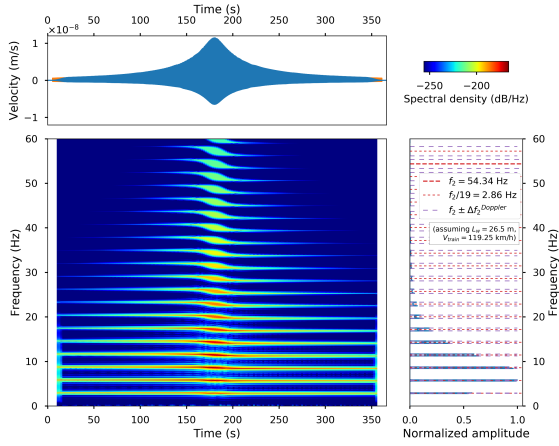 Time (s)
0 50 100 150 200 250 300 350
×10⁻⁸
Velocity (m/s)
1
0
−1
−250 −200
Spectral density (dB/Hz)
Frequency (Hz)
60
50
40
30
20
10
0
0 50 100 150 200 250 300 350
Time (s)
f₂ = 54.34 Hz
f₂/19 = 2.86 Hz
f₂ ± Δf₂ᴰᵒᵖᵖˡᵉʳ
(assuming L_w = 26.5 m,
V_train = 119.25 km/h)
60
50
40
30
20
10
0
Frequency (Hz)
0.0 0.5 1.0
Normalized amplitude